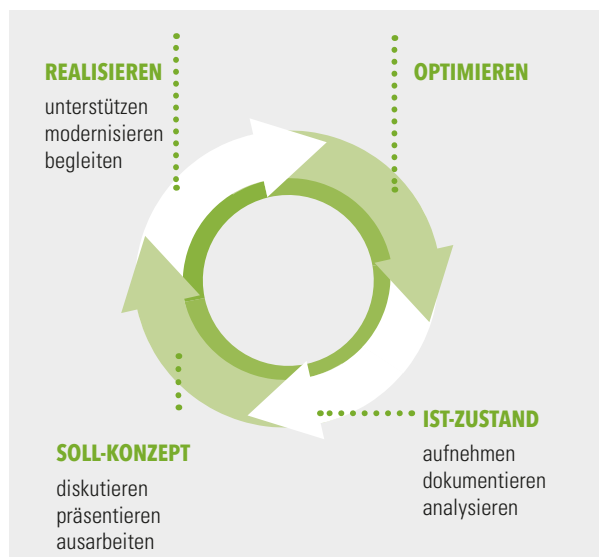 REALISIEREN
unterstützen
modernisieren
begleiten
OPTIMIEREN
IST-ZUSTAND
aufnehmen
dokumentieren
analysieren
SOLL-KONZEPT
diskutieren
präsentieren
ausarbeiten